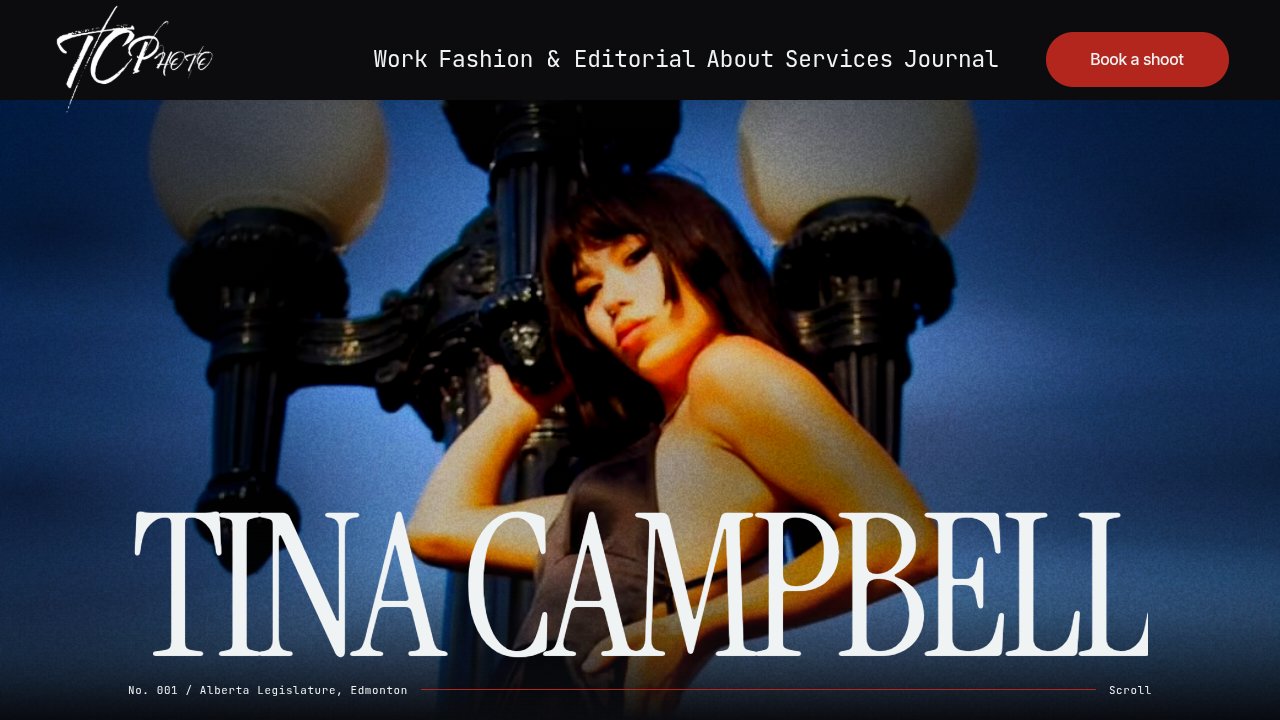 TCPHOTO
Work Fashion & Editorial About Services Journal
Book a shoot
TINA CAMPBELL
No. 001 / Alberta Legislature, Edmonton
Scroll